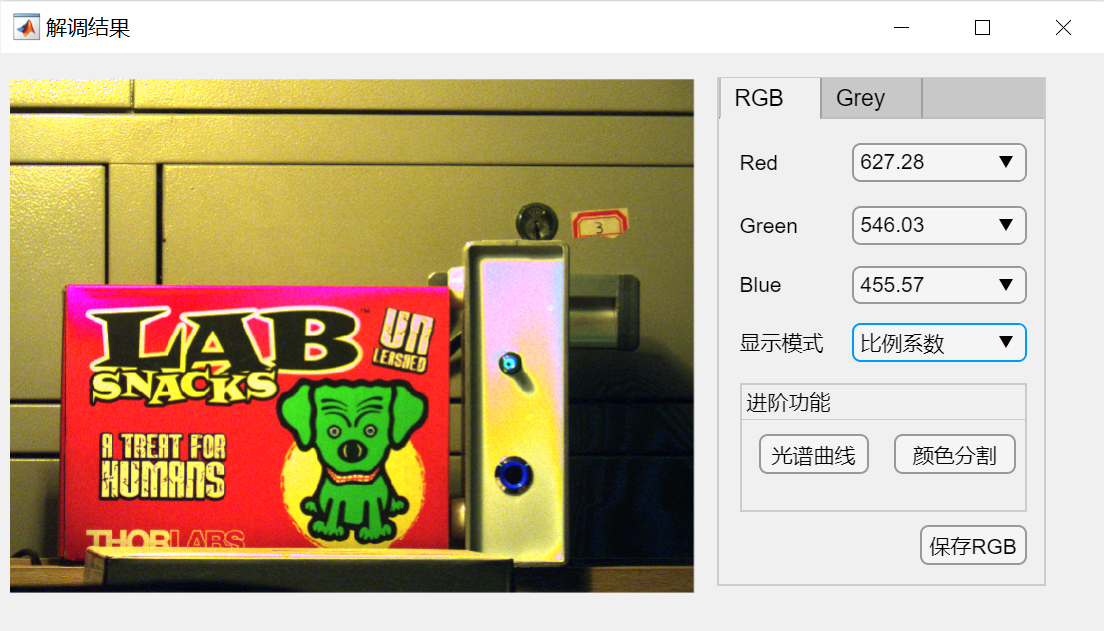 解调结果
RGB
Grey
Red
627.28
Green
546.03
Blue
455.57
显示模式
比例系数
进阶功能
光谱曲线
颜色分割
保存RGB
3
LAB
TM
SNACKS
UN
LEASHED
A TREAT FOR
HUMANS
THORLABS